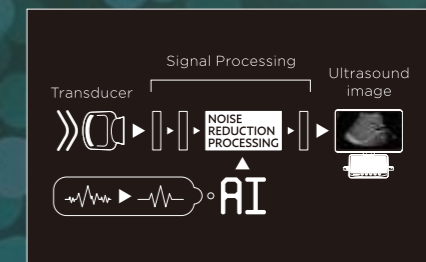 Signal Processing
Transducer
Ultrasound
image
NOISE
REDUCTION
PROCESSING
AI